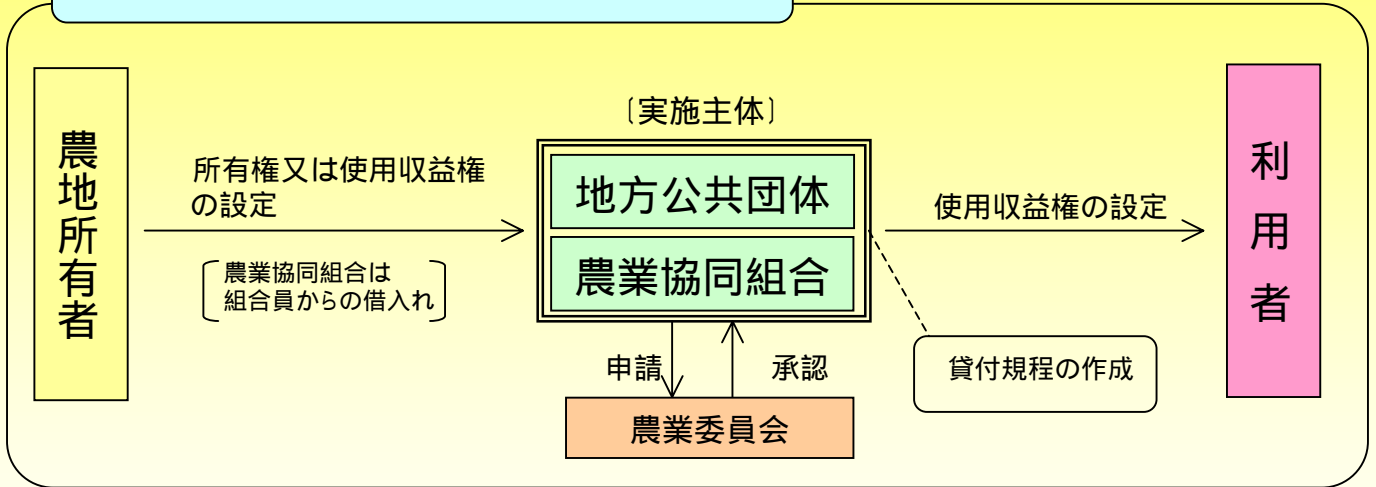 農地所有者
所有権又は使用収益権
の設定
農業協同組合は
組合員からの借入れ
〔実施主体〕
地方公共団体
農業協同組合
申請
承認
農業委員会
使用収益権の設定
貸付規程の作成
利用者